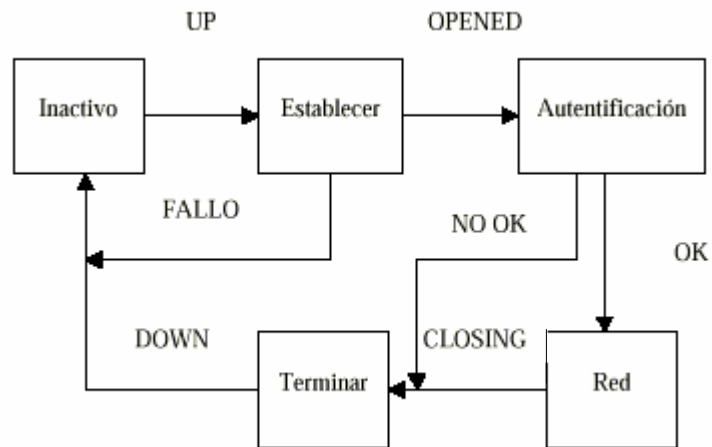 UP
OPENED
Inactivo
Establecer
Autentificación
FALLO
NO OK
OK
DOWN
CLOSING
Terminar
Red